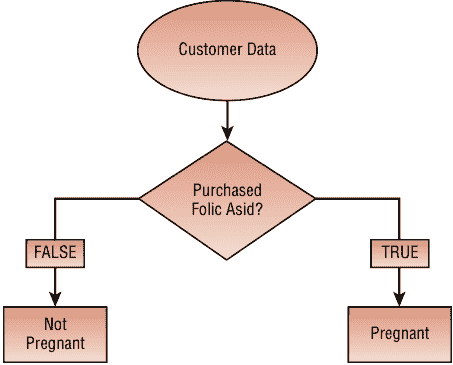 Customer Data
Purchased
Folic Asid?
FALSE
TRUE
Not
Pregnant
Pregnant